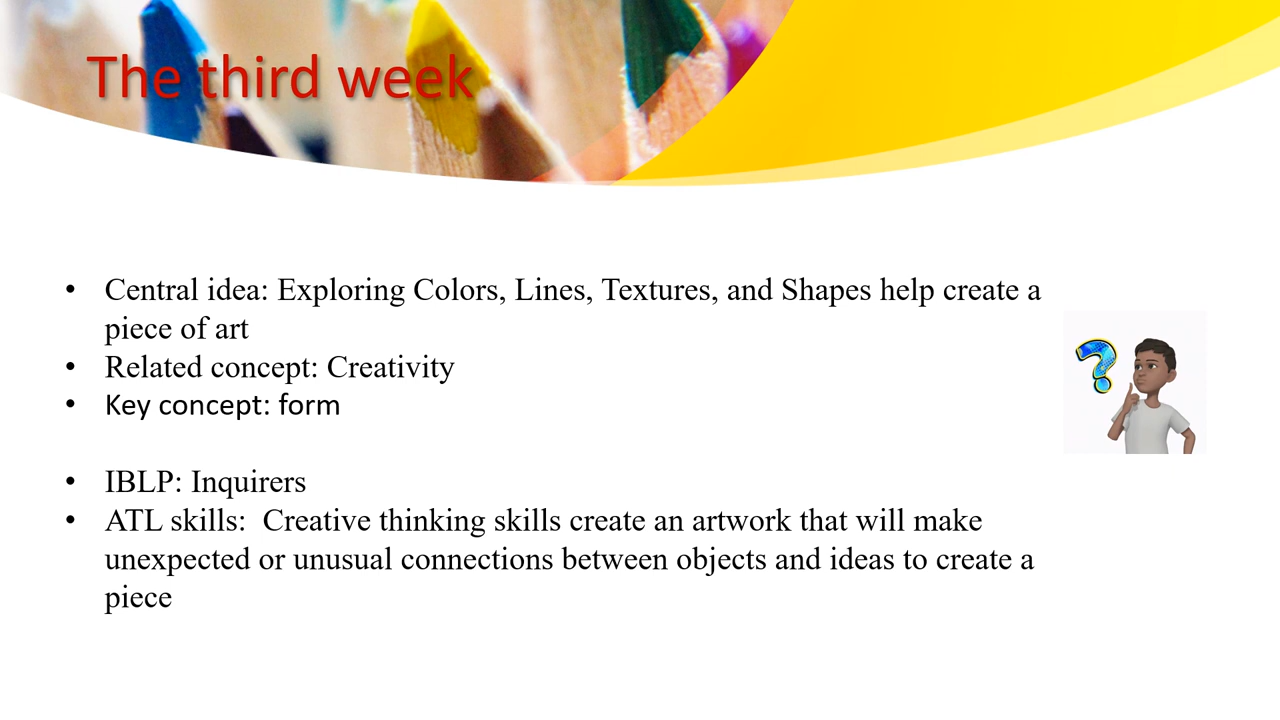 The third week
• Central idea: Exploring Colors, Lines, Textures, and Shapes help create a
piece of art
• Related concept: Creativity
• Key concept: form
• IBLP: Inquirers
• ATL skills:  Creative thinking skills create an artwork that will make
unexpected or unusual connections between objects and ideas to create a
piece